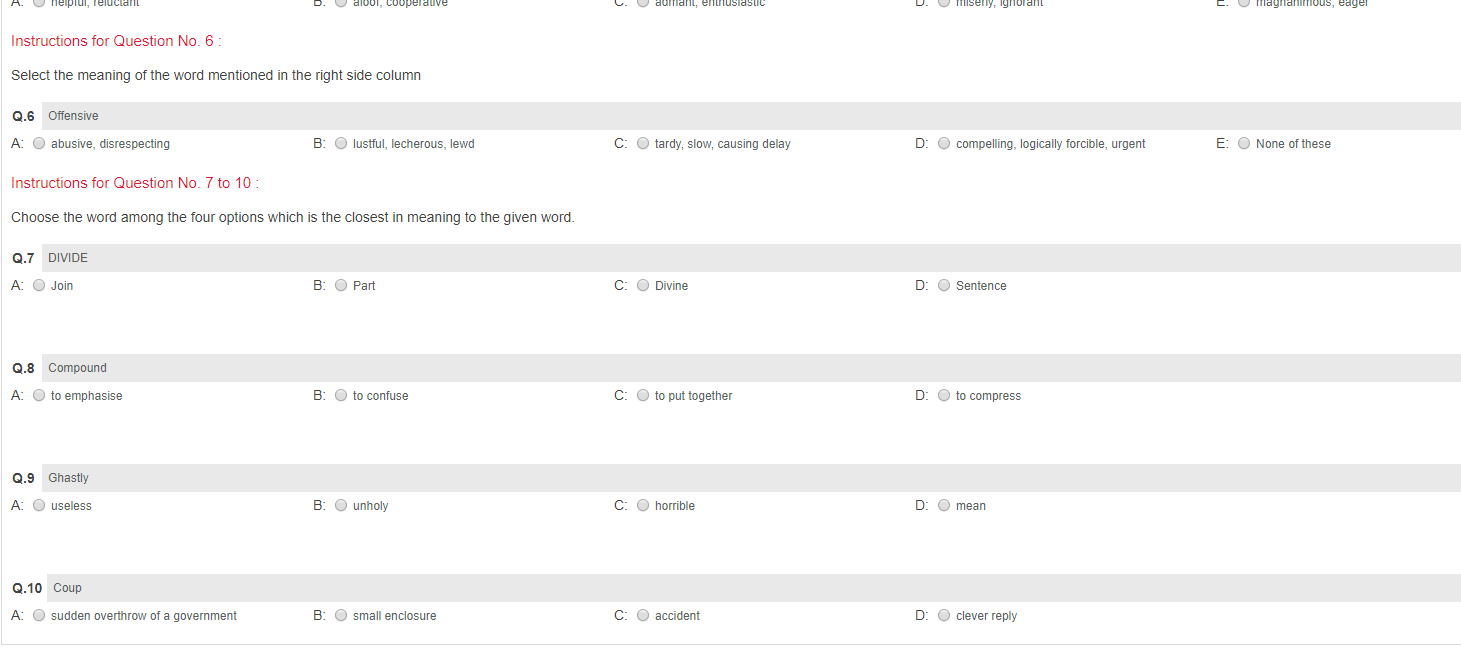 A: helpful, reluctant B: aloof, cooperative C: admant, enthusiastic D: miserly, ignorant E: magnanimous, eager
Instructions for Question No. 6 :
Select the meaning of the word mentioned in the right side column
Q.6 Offensive
A: abusive, disrespecting B: lustful, lecherous, lewd C: tardy, slow, causing delay D: compelling, logically forcible, urgent E: None of these
Instructions for Question No. 7 to 10 :
Choose the word among the four options which is the closest in meaning to the given word.
Q.7 DIVIDE
A: Join B: Part C: Divine D: Sentence
Q.8 Compound
A: to emphasise B: to confuse C: to put together D: to compress
Q.9 Ghastly
A: useless B: unholy C: horrible D: mean
Q.10 Coup
A: sudden overthrow of a government B: small enclosure C: accident D: clever reply